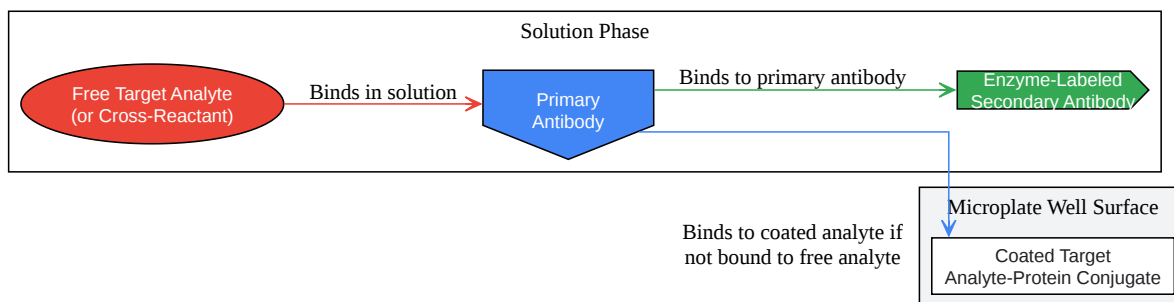 Solution Phase
Free Target Analyte
(or Cross-Reactant)
Binds in solution
Primary
Antibody
Binds to primary antibody
Enzyme-Labeled
Secondary Antibody
Binds to coated analyte if
not bound to free analyte
Microplate Well Surface
Coated Target
Analyte-Protein Conjugate